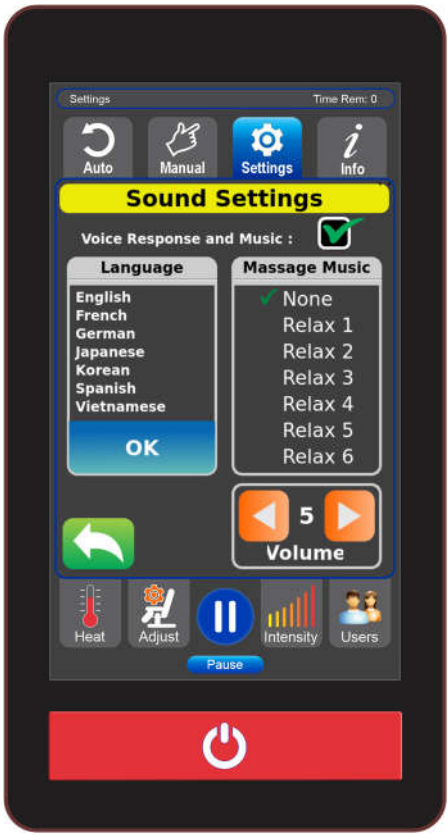 Settings Time Rem: 0
Auto Manual Settings Info
Sound Settings
Voice Response and Music :
Language
English
French
German
Japanese
Korean
Spanish
Vietnamese
OK
Massage Music
None
Relax 1
Relax 2
Relax 3
Relax 4
Relax 5
Relax 6
5
Volume
Heat Adjust Intensity Users
Pause